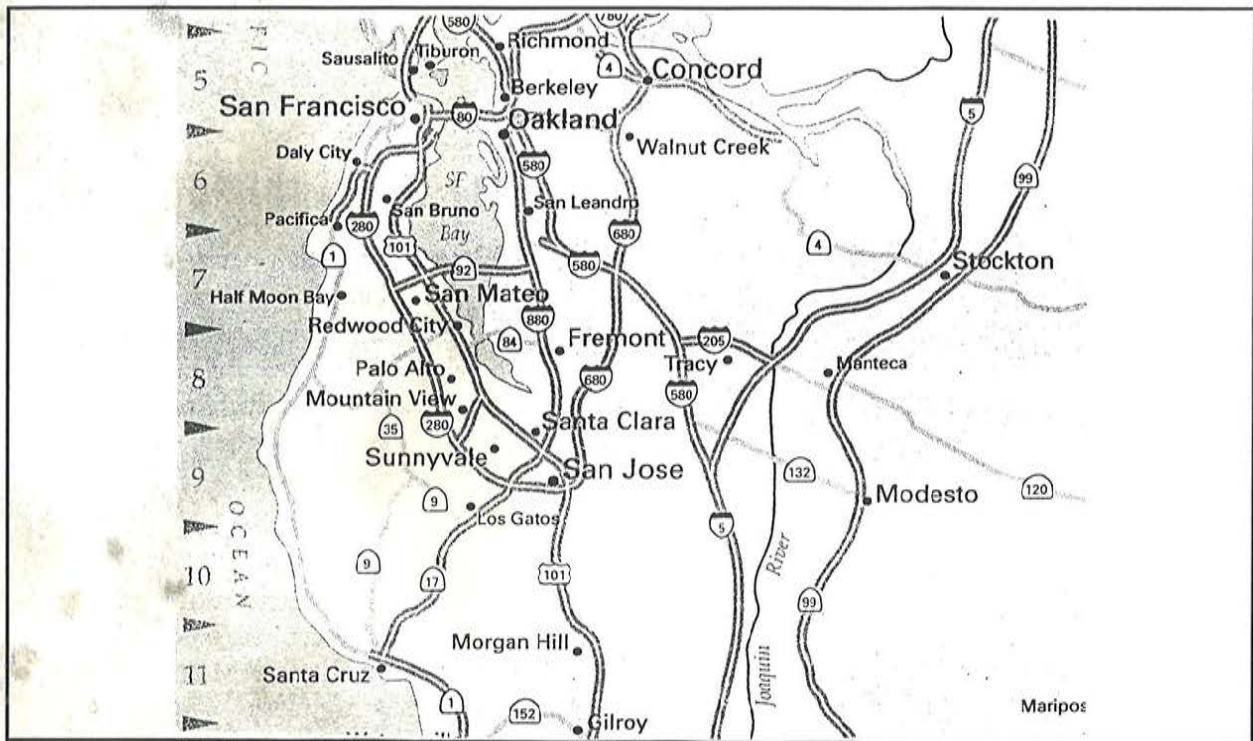 580
780
Richmond
Tiburon
Sausalito
4
Concord
FIC
5
Berkeley
San Francisco
80
Oakland
5
Walnut Creek
Daly City
580
SF
6
99
San Bruno
San Leandro
Pacifica
280
Bay
680
101
4
1
92
580
Stockton
7
Half Moon Bay
San Mateo
880
Redwood City
84
Fremont
205
Tracy
Manteca
Palo Alto
8
680
580
Mountain View
35
280
Santa Clara
Sunnyvale
San Jose
132
9
120
9
Modesto
Los Gatos
5
OCEAN
River
9
10
17
101
99
Morgan Hill
Santa Cruz
11
Joaquin
1
152
Gilroy
Maripos